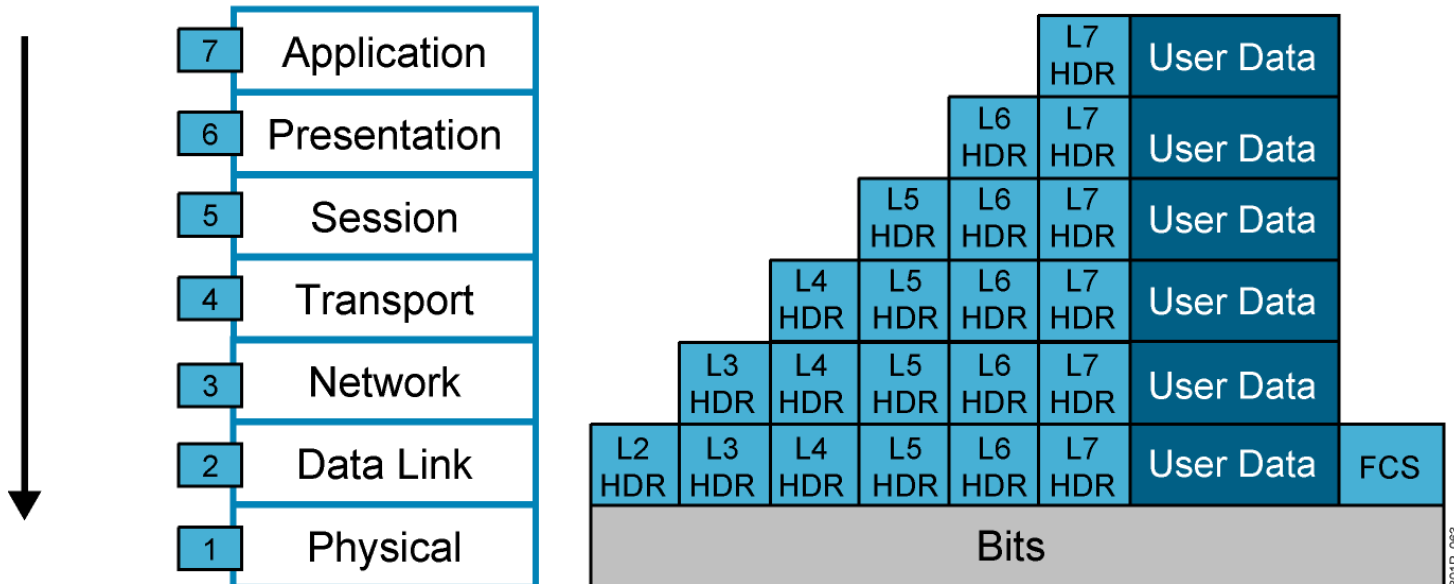 7 Application
L7 HDR User Data
6 Presentation
L6 HDR L7 HDR User Data
5 Session
L5 HDR L6 HDR L7 HDR User Data
4 Transport
L4 HDR L5 HDR L6 HDR L7 HDR User Data
3 Network
L3 HDR L4 HDR L5 HDR L6 HDR L7 HDR User Data
2 Data Link
L2 HDR L3 HDR L4 HDR L5 HDR L6 HDR L7 HDR User Data FCS
1 Physical
Bits